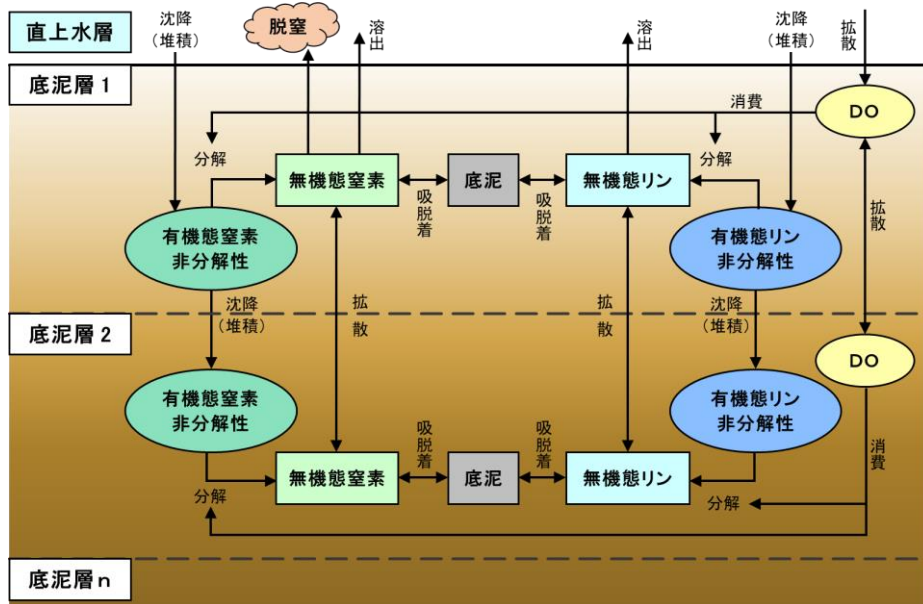 直上水層
沈降
（堆積）
脱窒
溶出
溶出
沈降
（堆積）
拡散
底泥層1
消費
DO
分解
分解
無機態窒素
底泥
無機態リン
吸脱着
吸脱着
有機態窒素
非分解性
有機態リン
非分解性
拡散
沈降
（堆積）
拡散
拡散
沈降
（堆積）
底泥層2
DO
有機態窒素
非分解性
有機態リン
非分解性
吸脱着
吸脱着
消費
無機態窒素
底泥
無機態リン
分解
分解
底泥層n